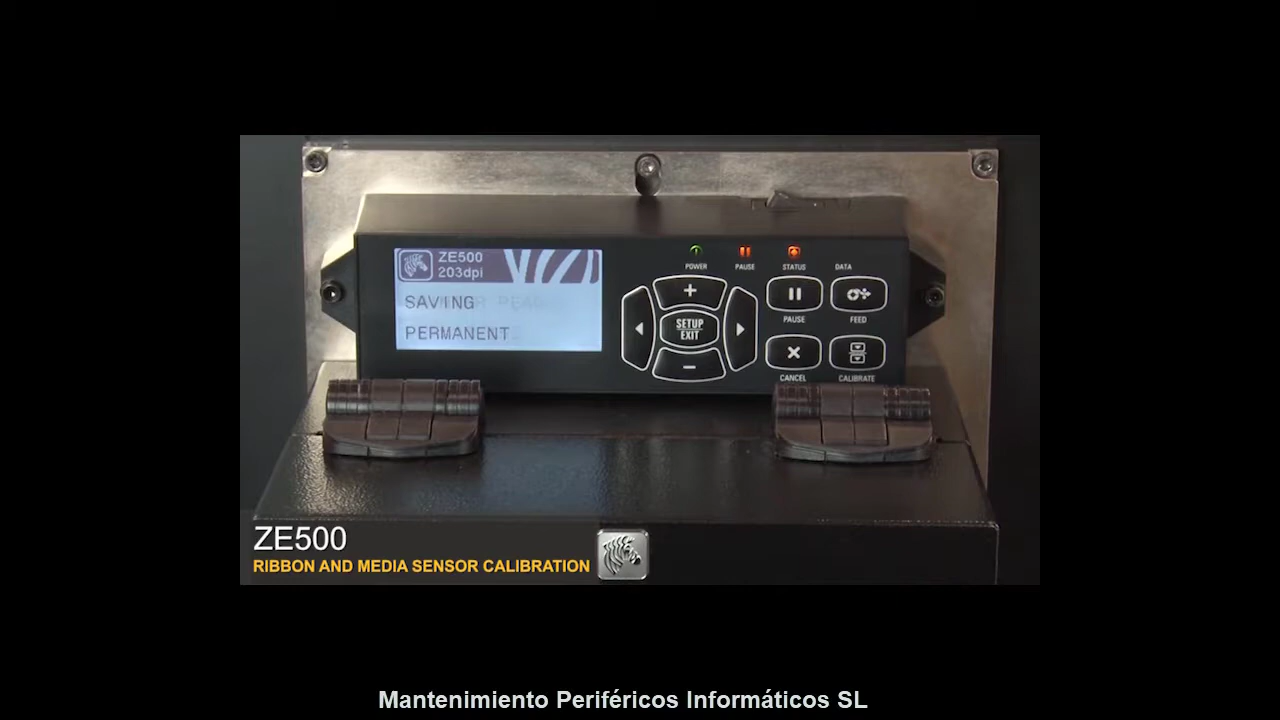 ZE500
203dpi
SAVING
PERMANENT
POWER
PAUSE
STATUS
DATA
SETUP
EXIT
PAUSE
FEED
CANCEL
CALIBRATE
ZE500
RIBBON AND MEDIA SENSOR CALIBRATION
Mantenimiento Periféricos Informáticos SL